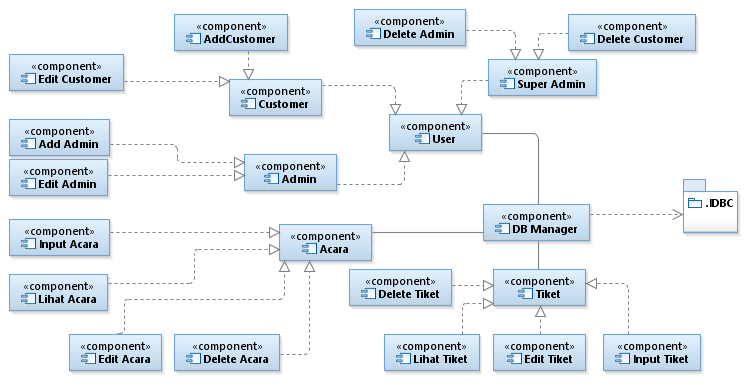 «component»
AddCustomer
«component»
Delete Admin
«component»
Delete Customer
«component»
Edit Customer
«component»
Customer
«component»
Super Admin
«component»
User
«component»
Add Admin
«component»
Edit Admin
«component»
Admin
«component»
Input Acara
«component»
Acara
«component»
DB Manager
.IDBC
«component»
Lihat Acara
«component»
Delete Tiket
«component»
Tiket
«component»
Edit Acara
«component»
Delete Acara
«component»
Lihat Tiket
«component»
Edit Tiket
«component»
Input Tiket